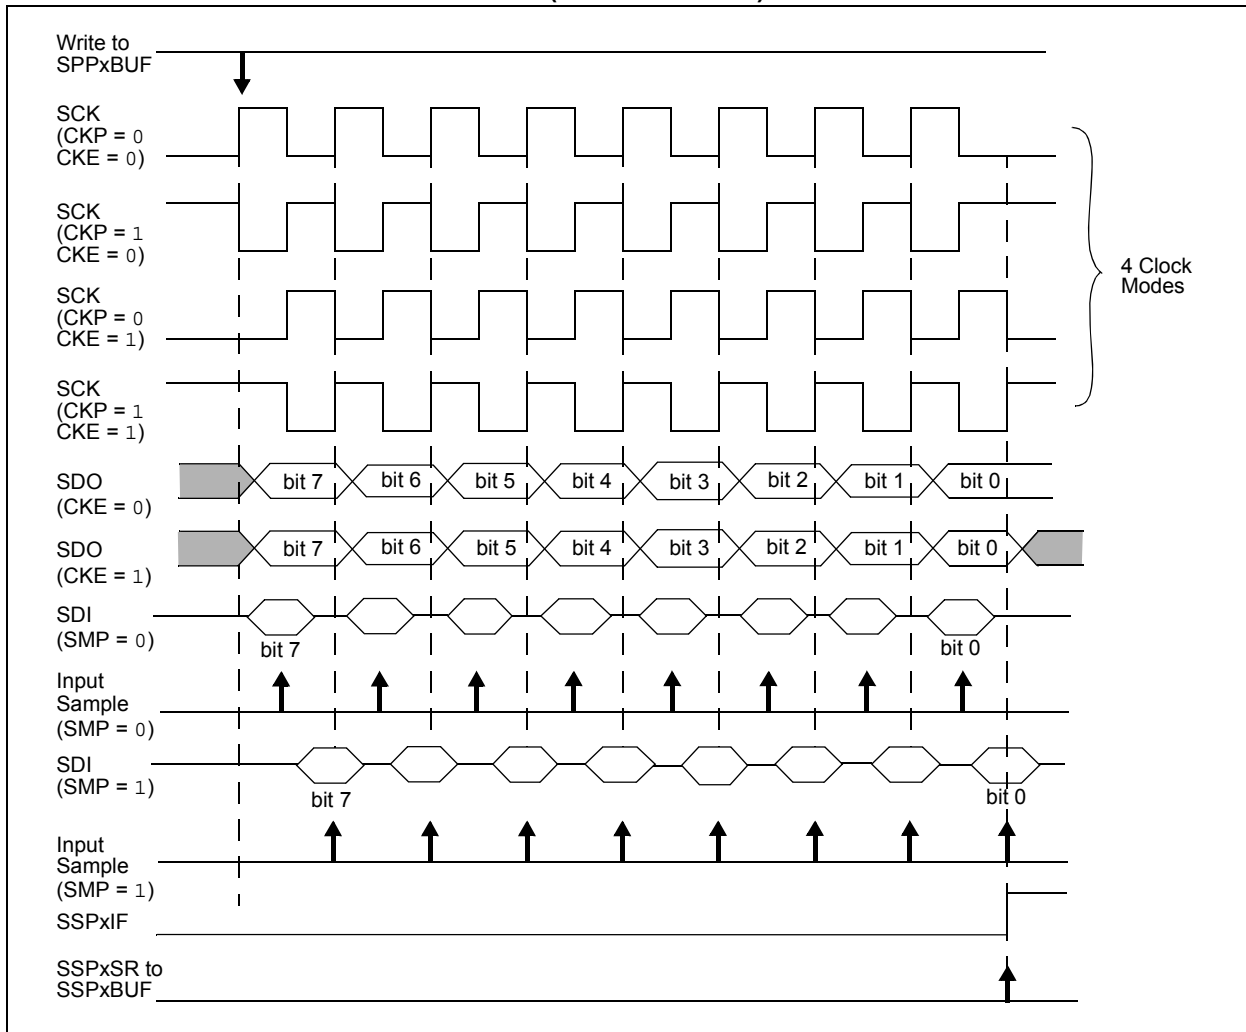 Write to
SPPxBUF
SCK
(CKP = 0
CKE = 0)
SCK
(CKP = 1
CKE = 0)
SCK
(CKP = 0
CKE = 1)
SCK
(CKP = 1
CKE = 1)
4 Clock
Modes
SDO
(CKE = 0)
bit 7 bit 6 bit 5 bit 4 bit 3 bit 2 bit 1 bit 0
SDO
(CKE = 1)
bit 7 bit 6 bit 5 bit 4 bit 3 bit 2 bit 1 bit 0
SDI
(SMP = 0)
bit 7 bit 0
Input
Sample
(SMP = 0)
SDI
(SMP = 1)
bit 7 bit 0
Input
Sample
(SMP = 1)
SSPxIF
SSPxSR to
SSPxBUF